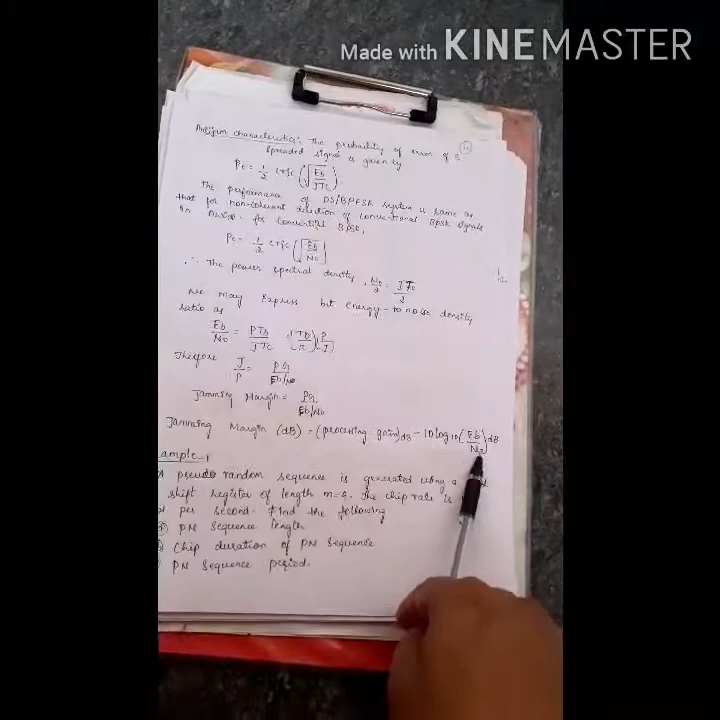 Made with KINEMASTER
Antijam characteristics: The probability of error of a
spreaded signal is given by
Pe = 1/2 erfc (√(Eb/JTc))
The performance of DS/BPSK system is same as
that for non-coherent detection of conventional BPSK signals
in AWGN. for convential BPSK,
Pe = 1/2 erfc (√(Eb/No))
∴ The power spectral density, No/2 = JTc/2
we may Express bit energy-to noise density
ratio as
Eb/No = PTb/JTc = (Tb/Tc)(P/J)
Therefore
J/P = PG/Eb/No
Jamming Margin = PG/Eb/No
Jamming Margin (dB) = (processing gain)dB - 10log10(Eb/No)dB
ample-1
A pseudo random sequence is generated using a
shift register of length m=4. The chip rate is
per second. Find the following
PN Sequence length
Chip duration of PN Sequence
PN Sequence period.